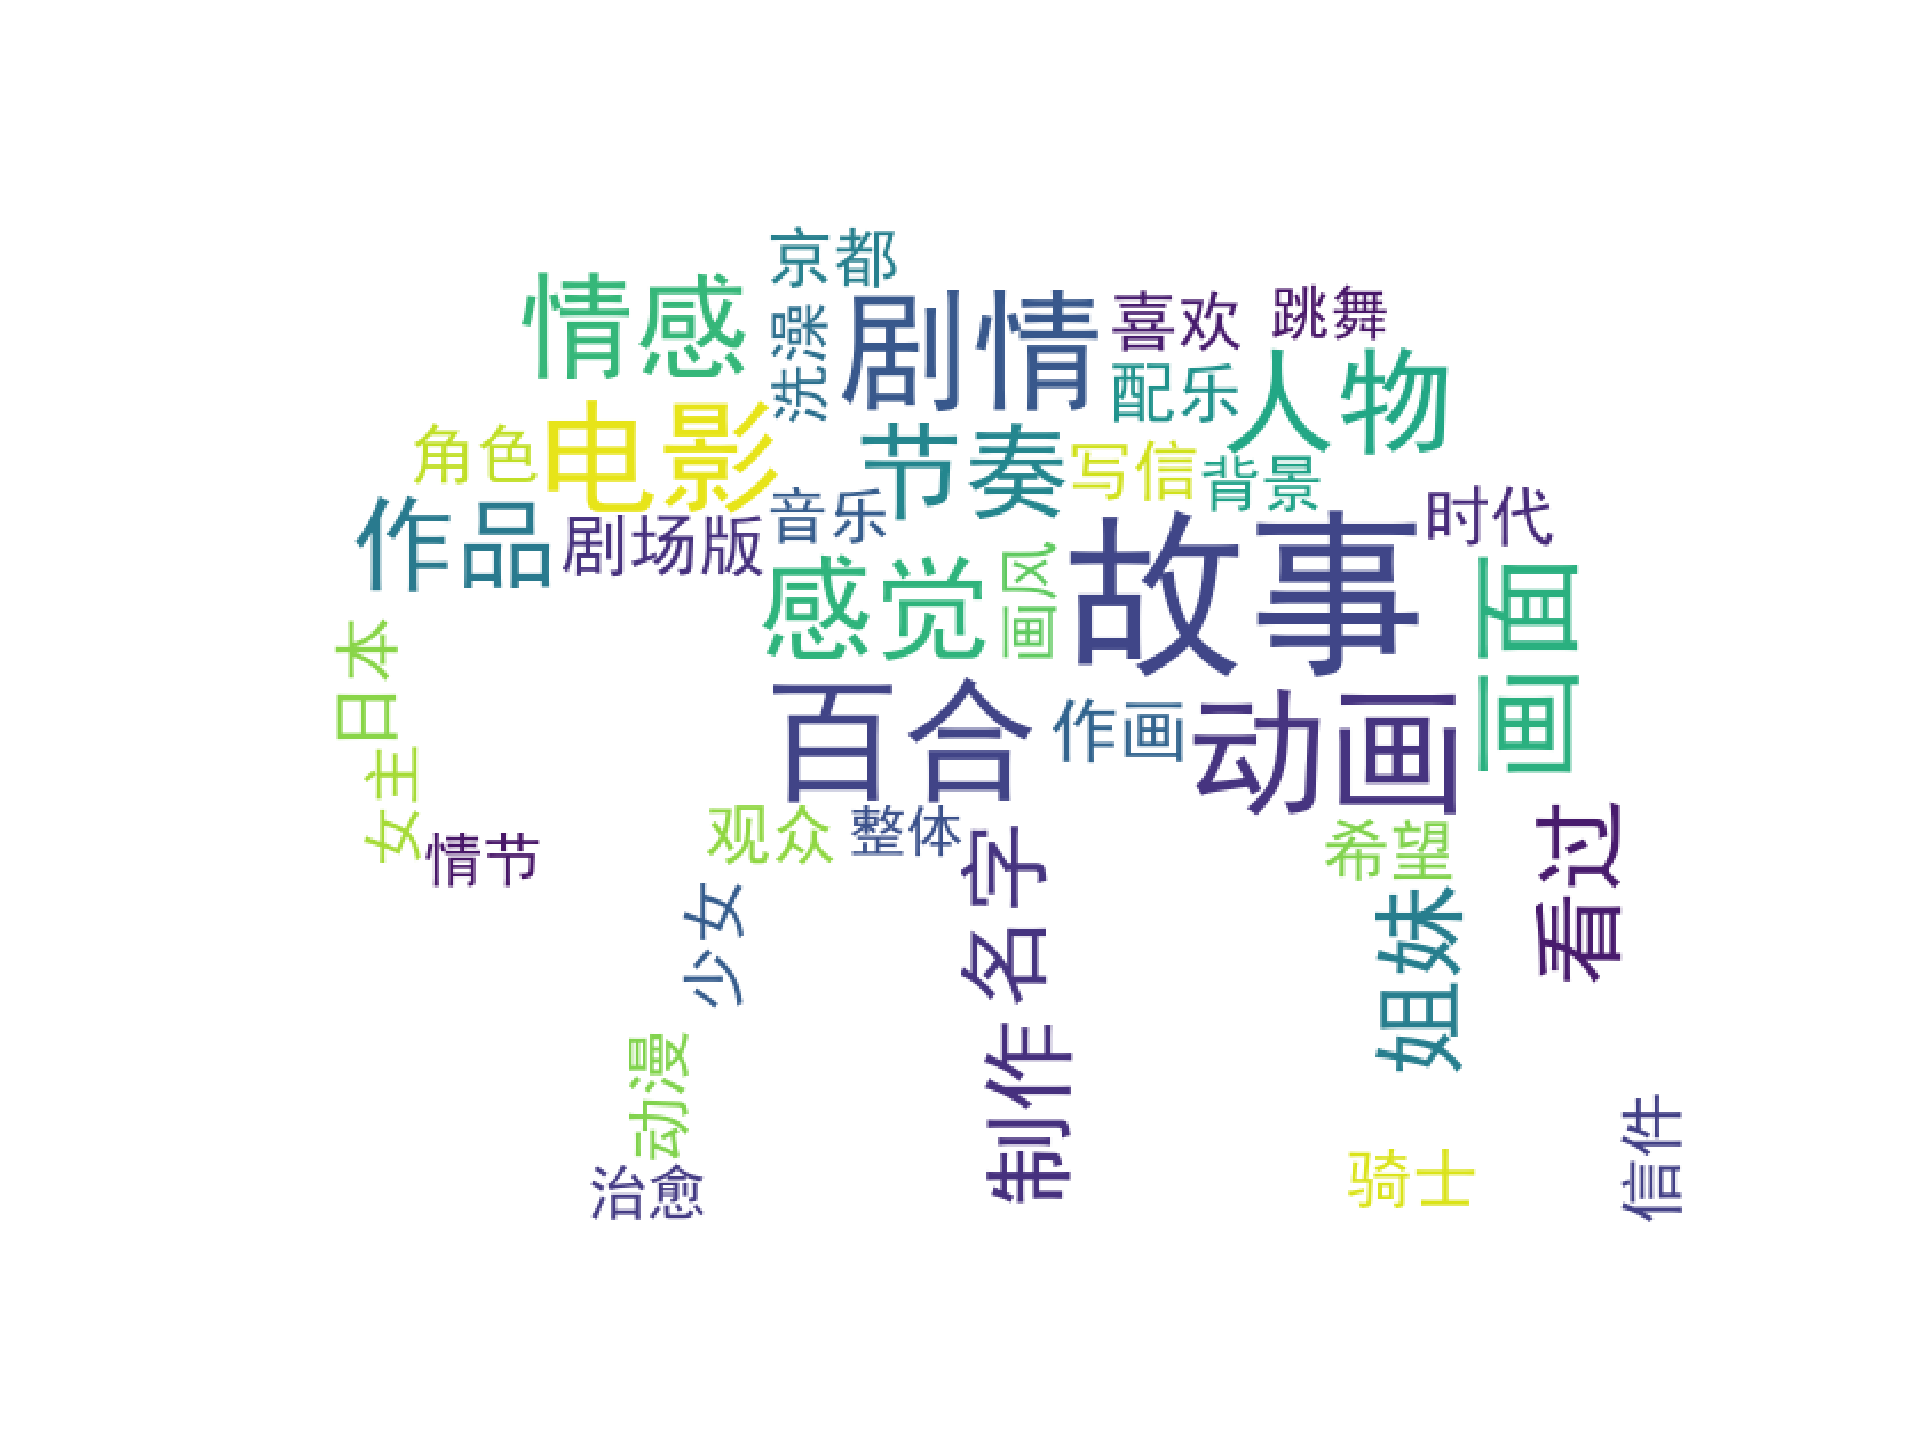 京都
情感
洗澡
剧情
喜欢
跳舞
配乐
人物
角色
电影
节奏
写信
背景
作品
剧场版
音乐
时代
感觉
画风
故事
画面
日本
百合
作画
动画
女主
情节
观众
整体
名字
希望
看过
少女
姐妹
动漫
制作
治愈
骑士
信件